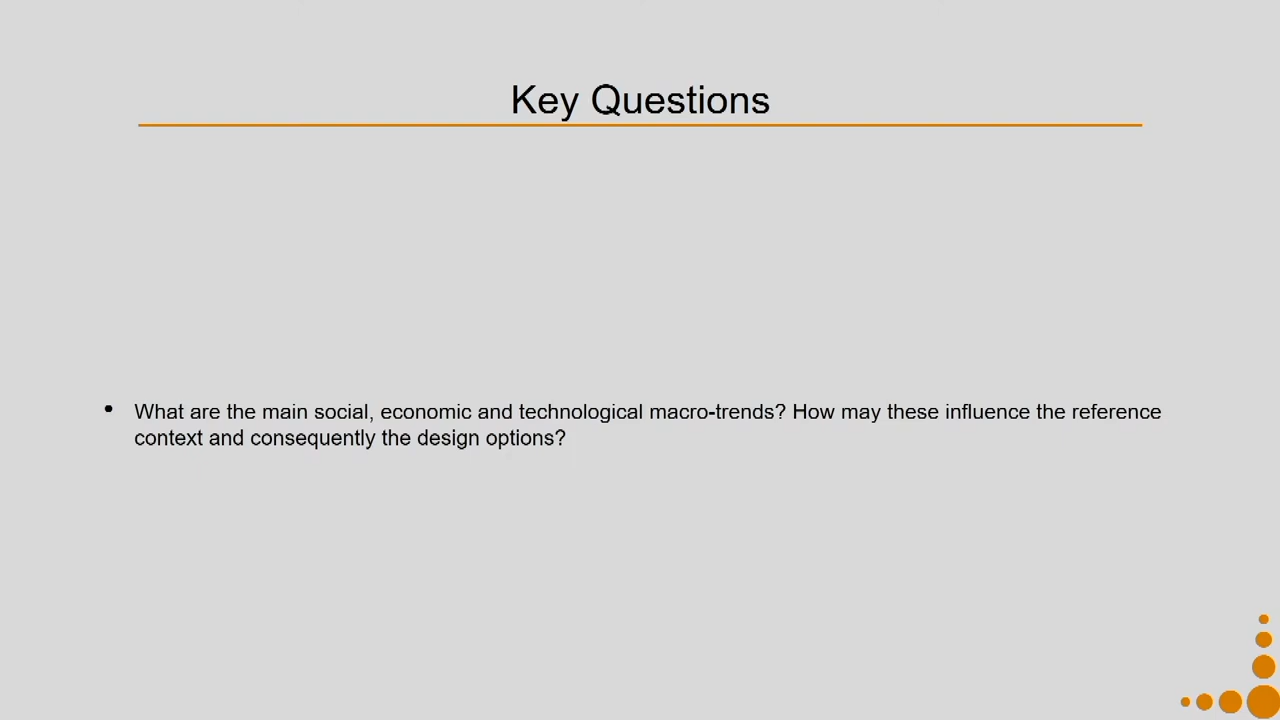 Key Questions
• What are the main social, economic and technological macro-trends? How may these influence the reference
context and consequently the design options?